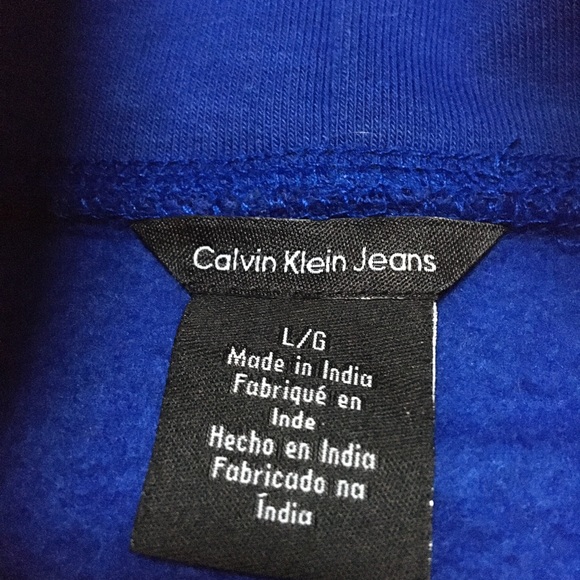 Calvin Klein Jeans
L/G
Made in India
Fabriqué en
Inde
Hecho en India
Fabricado na
Índia